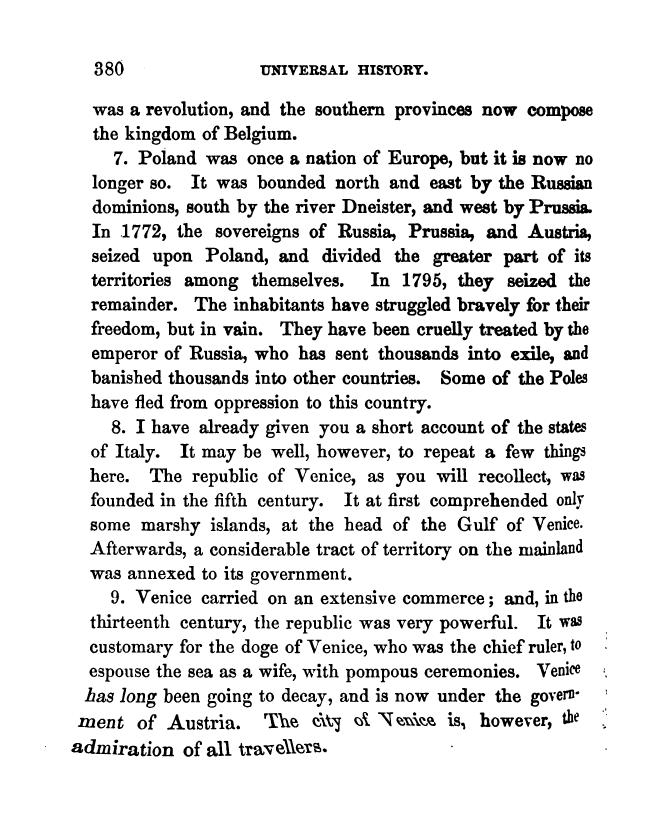 380 UNIVERSAL HISTORY.
was a revolution, and the southern provinces now compose
the kingdom of Belgium.
7. Poland was once a nation of Europe, but it is now no
longer so. It was bounded north and east by the Russian
dominions, south by the river Dneister, and west by Prussia.
In 1772, the sovereigns of Russia, Prussia, and Austria,
seized upon Poland, and divided the greater part of its
territories among themselves. In 1795, they seized the
remainder. The inhabitants have struggled bravely for their
freedom, but in vain. They have been cruelly treated by the
emperor of Russia, who has sent thousands into exile, and
banished thousands into other countries. Some of the Poles
have fled from oppression to this country.
8. I have already given you a short account of the states
of Italy. It may be well, however, to repeat a few things
here. The republic of Venice, as you will recollect, was
founded in the fifth century. It at first comprehended only
some marshy islands, at the head of the Gulf of Venice.
Afterwards, a considerable tract of territory on the mainland
was annexed to its government.
9. Venice carried on an extensive commerce; and, in the
thirteenth century, the republic was very powerful. It was
customary for the doge of Venice, who was the chief ruler, to
espouse the sea as a wife, with pompous ceremonies. Venice
has long been going to decay, and is now under the govern-
ment of Austria. The city of Venice is, however, the
admiration of all travellers.